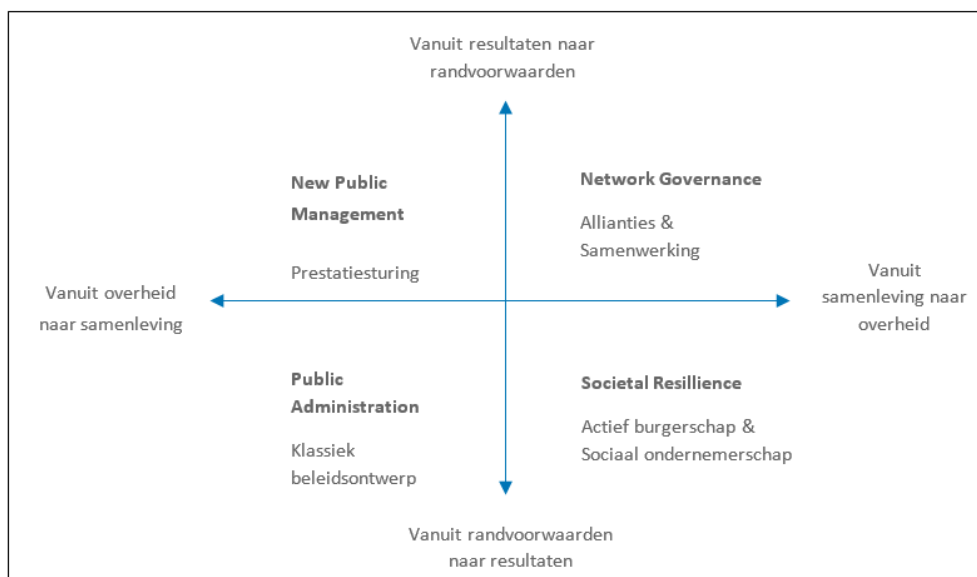 Vanuit resultaten naar
randvoorwaarden
New Public
Management
Prestatiesturing
Network Governance
Allianties &
Samenwerking
Vanuit overheid
naar samenleving
Vanuit
samenleving naar
overheid
Public
Administration
Klassiek
beleidsontwerp
Societal Resillience
Actief burgerschap &
Sociaal ondernemerschap
Vanuit randvoorwaarden
naar resultaten